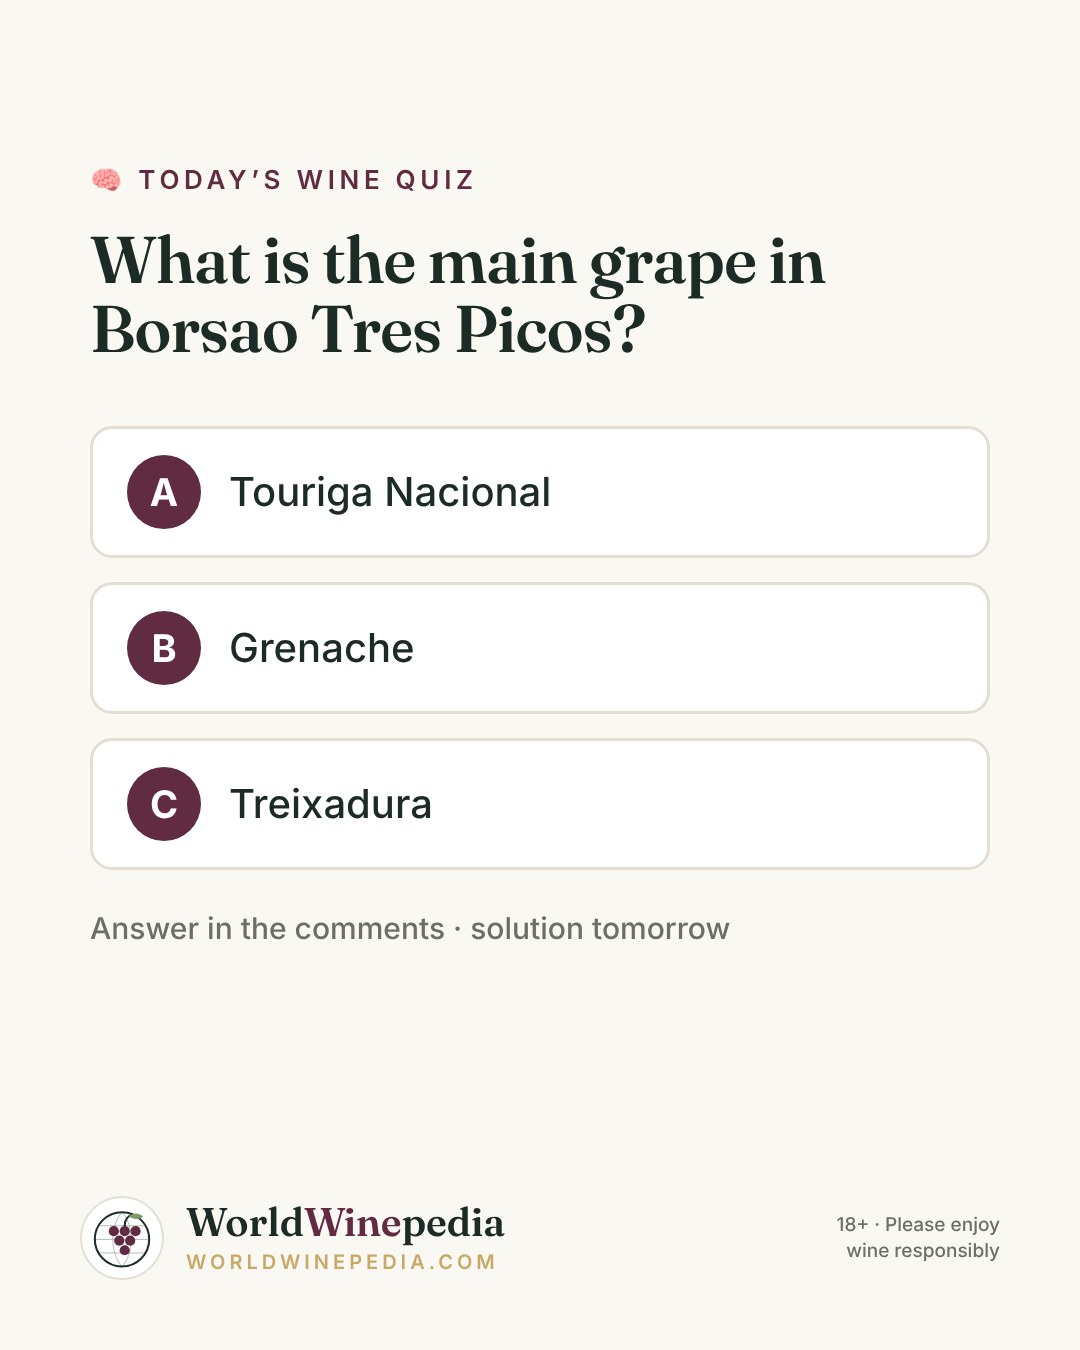 🧠 TODAY’S WINE QUIZ
What is the main grape in
Borsao Tres Picos?
A Touriga Nacional
B Grenache
C Treixadura
Answer in the comments · solution tomorrow
WorldWinepedia
WORLDWINEPEDIA.COM
18+ · Please enjoy
wine responsibly